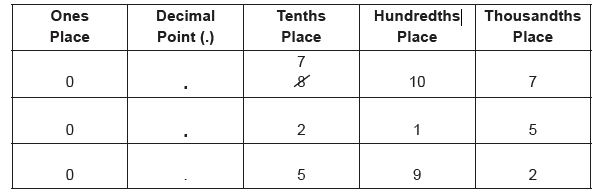 Ones Place
Decimal Point (.)
Tenths Place
Hundredths Place
Thousandths Place
7
0 . 8 10 7
0 . 2 1 5
0 . 5 9 2